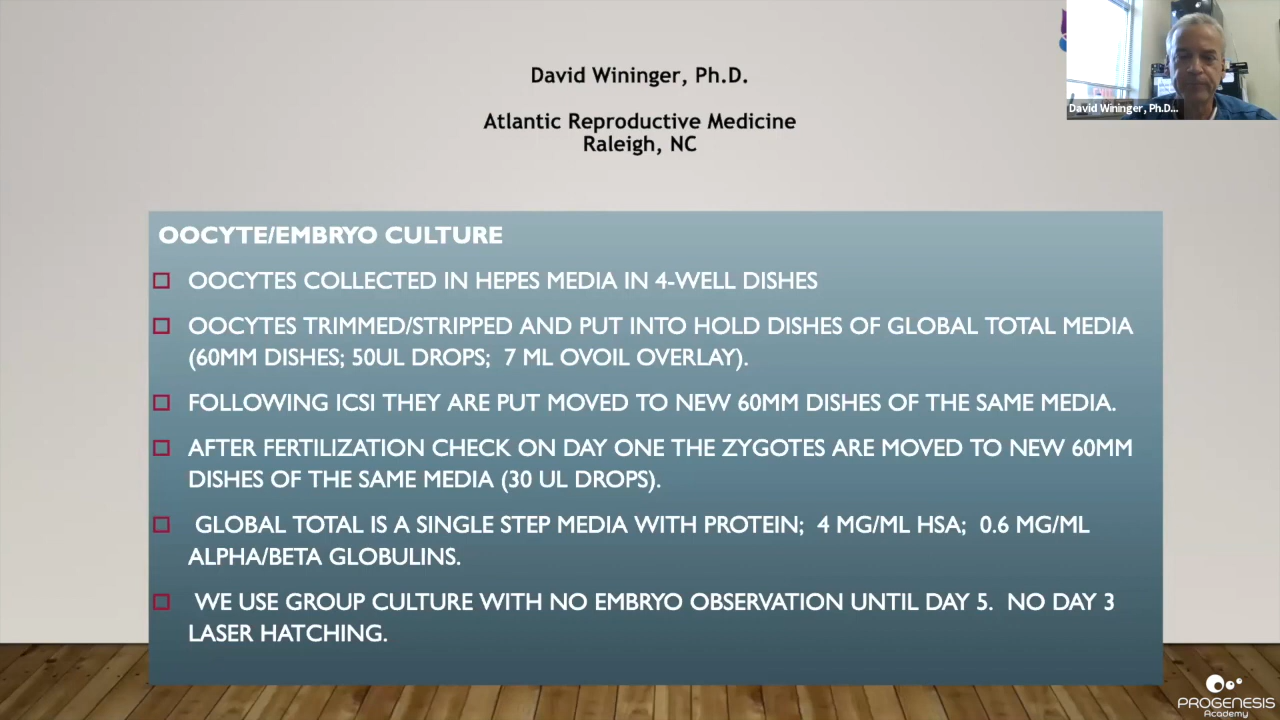 David Wininger, Ph.D.
Atlantic Reproductive Medicine
Raleigh, NC
David Wininger, Ph.D...
OOCYTE/EMBRYO CULTURE
OOCYTES COLLECTED IN HEPES MEDIA IN 4-WELL DISHES
OOCYTES TRIMMED/STRIPPED AND PUT INTO HOLD DISHES OF GLOBAL TOTAL MEDIA
(60MM DISHES; 50UL DROPS; 7 ML OVOIL OVERLAY).
FOLLOWING ICSI THEY ARE PUT MOVED TO NEW 60MM DISHES OF THE SAME MEDIA.
AFTER FERTILIZATION CHECK ON DAY ONE THE ZYGOTES ARE MOVED TO NEW 60MM
DISHES OF THE SAME MEDIA (30 UL DROPS).
GLOBAL TOTAL IS A SINGLE STEP MEDIA WITH PROTEIN; 4 MG/ML HSA; 0.6 MG/ML
ALPHA/BETA GLOBULINS.
WE USE GROUP CULTURE WITH NO EMBRYO OBSERVATION UNTIL DAY 5. NO DAY 3
LASER HATCHING.
PROGENESIS
Academy